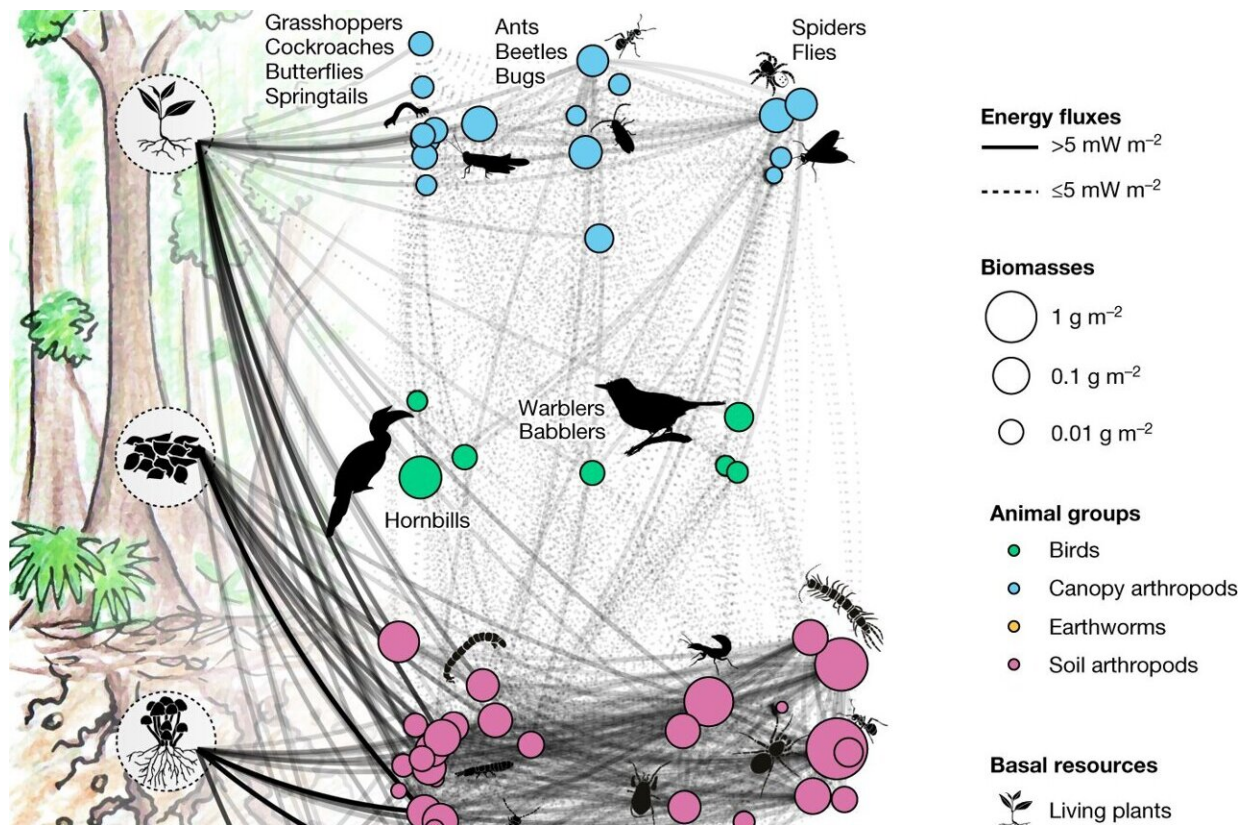 Grasshoppers
Cockroaches
Butterflies
Springtails
Ants
Beetles
Bugs
Spiders
Flies
Warblers
Babblers
Hornbills
Energy fluxes
>5 mW m⁻²
≤5 mW m⁻²
Biomasses
1 g m⁻²
0.1 g m⁻²
0.01 g m⁻²
Animal groups
Birds
Canopy arthropods
Earthworms
Soil arthropods
Basal resources
Living plants